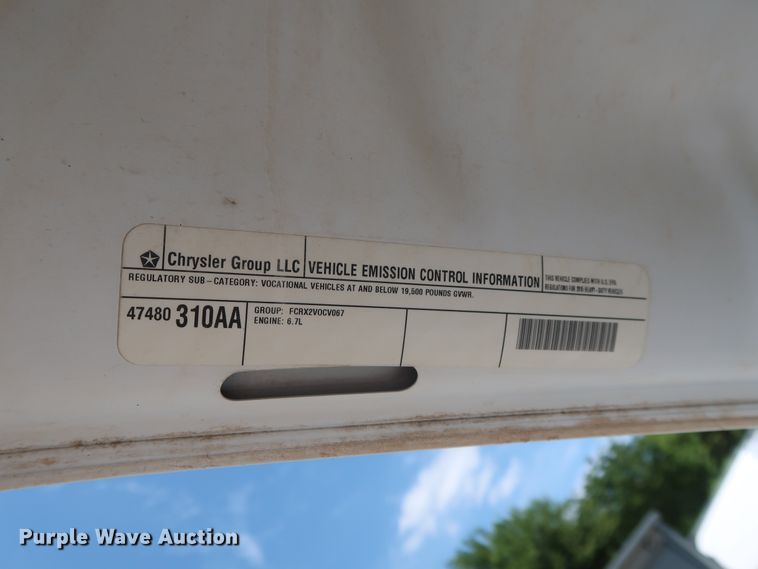 Chrysler Group LLC
VEHICLE EMISSION CONTROL INFORMATION
THIS VEHICLE COMPLIES WITH U.S. EPA
REGULATIONS FOR 2015 HEAVY - DUTY VEHICLES
REGULATORY SUB - CATEGORY: VOCATIONAL VEHICLES AT AND BELOW 19,500 POUNDS GVWR.
47480 310AA
GROUP: FCRX2VOCV067
ENGINE: 6.7L
Purple Wave Auction